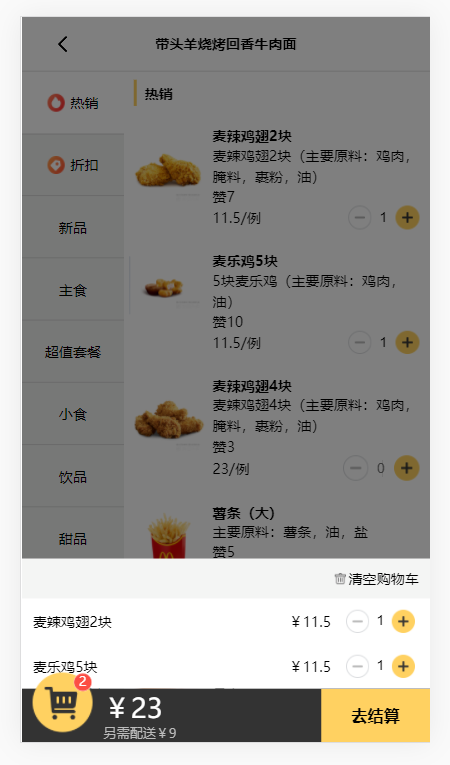 带头羊烧烤回香牛肉面
热销
折扣
新品
主食
超值套餐
小食
饮品
甜品
热销
麦辣鸡翅2块
麦辣鸡翅2块（主要原料：鸡肉，
腌料，裹粉，油）
赞7
11.5/例
1
麦乐鸡5块
5块麦乐鸡（主要原料：鸡肉，
油）
赞10
11.5/例
1
麦辣鸡翅4块
麦辣鸡翅4块（主要原料：鸡肉，
腌料，裹粉，油）
赞3
23/例
0
薯条（大）
主要原料：薯条，油，盐
赞5
清空购物车
麦辣鸡翅2块
￥11.5
1
麦乐鸡5块
￥11.5
1
2
￥23
另需配送￥9
去结算